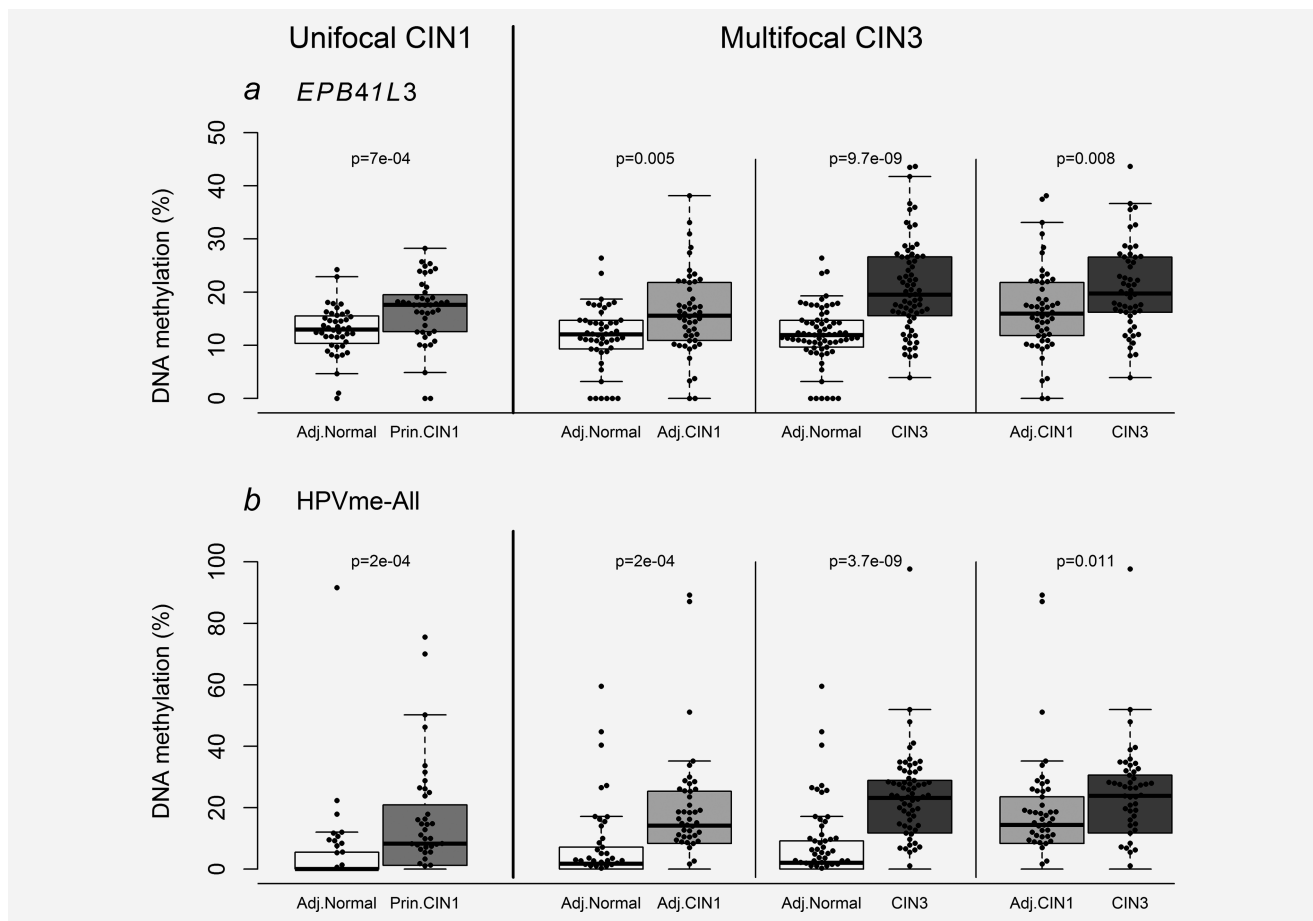 Unifocal CIN1 Multifocal CIN3
a EPB41L3
DNA methylation (%)
50
40
30
20
10
0
p=7e-04 p=0.005 p=9.7e-09 p=0.008
Adj.Normal Prin.CIN1 Adj.Normal Adj.CIN1 Adj.Normal CIN3 Adj.CIN1 CIN3
b HPVme-All
DNA methylation (%)
100
80
60
40
20
0
p=2e-04 p=2e-04 p=3.7e-09 p=0.011
Adj.Normal Prin.CIN1 Adj.Normal Adj.CIN1 Adj.Normal CIN3 Adj.CIN1 CIN3